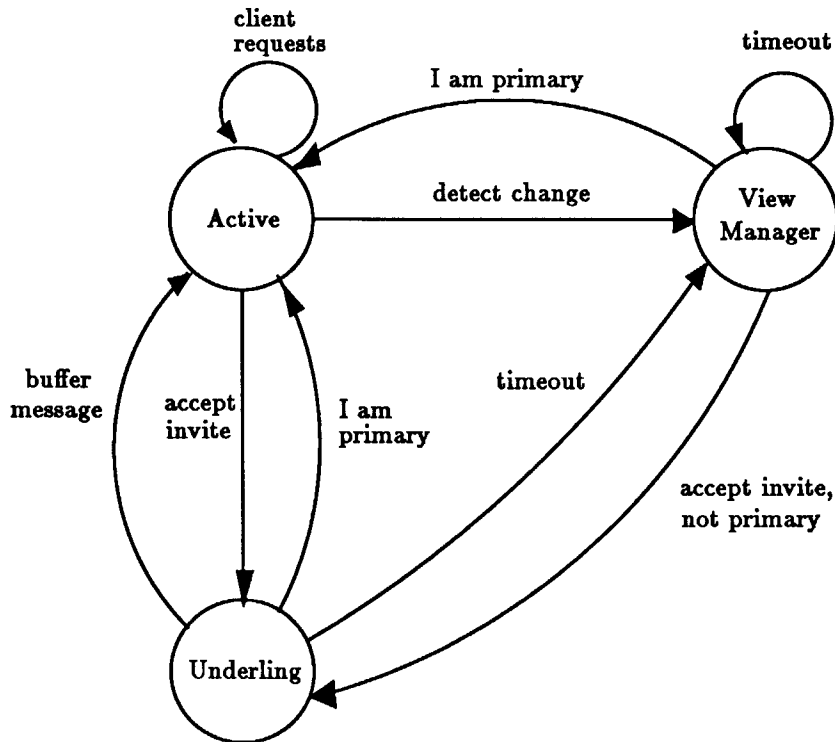 client
requests
timeout
I am primary
Active
detect change
View
Manager
buffer
message
accept
invite
I am
primary
timeout
accept invite,
not primary
Underling